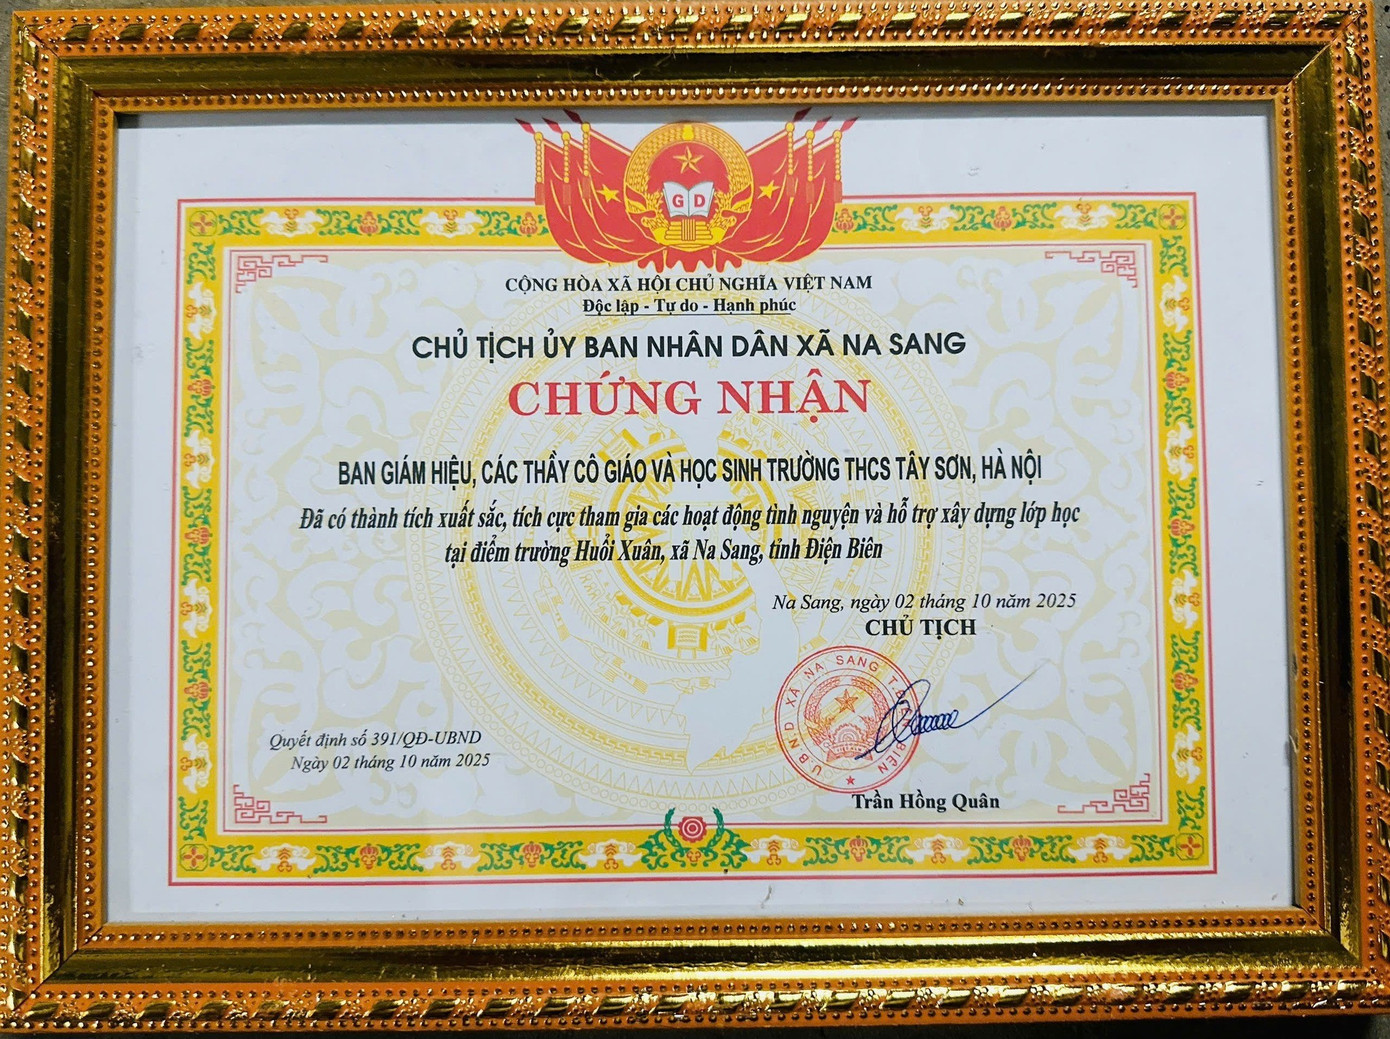 G D
CỘNG HÒA XÃ HỘI CHỦ NGHĨA VIỆT NAM
Độc lập - Tự do - Hạnh phúc
CHỦ TỊCH ỦY BAN NHÂN DÂN XÃ NA SANG
CHỨNG NHẬN
BAN GIÁM HIỆU, CÁC THẦY CÔ GIÁO VÀ HỌC SINH TRƯỜNG THCS TÂY SƠN, HÀ NỘI
Đã có thành tích xuất sắc, tích cực tham gia các hoạt động tình nguyện và hỗ trợ xây dựng lớp học
tại điểm trường Huổi Xuân, xã Na Sang, tỉnh Điện Biên
Na Sang, ngày 02 tháng 10 năm 2025
CHỦ TỊCH
U.B.N.D XÃ NA SANG T. BIÊN
Quyết định số 391/QĐ-UBND
Ngày 02 tháng 10 năm 2025
Trần Hồng Quân